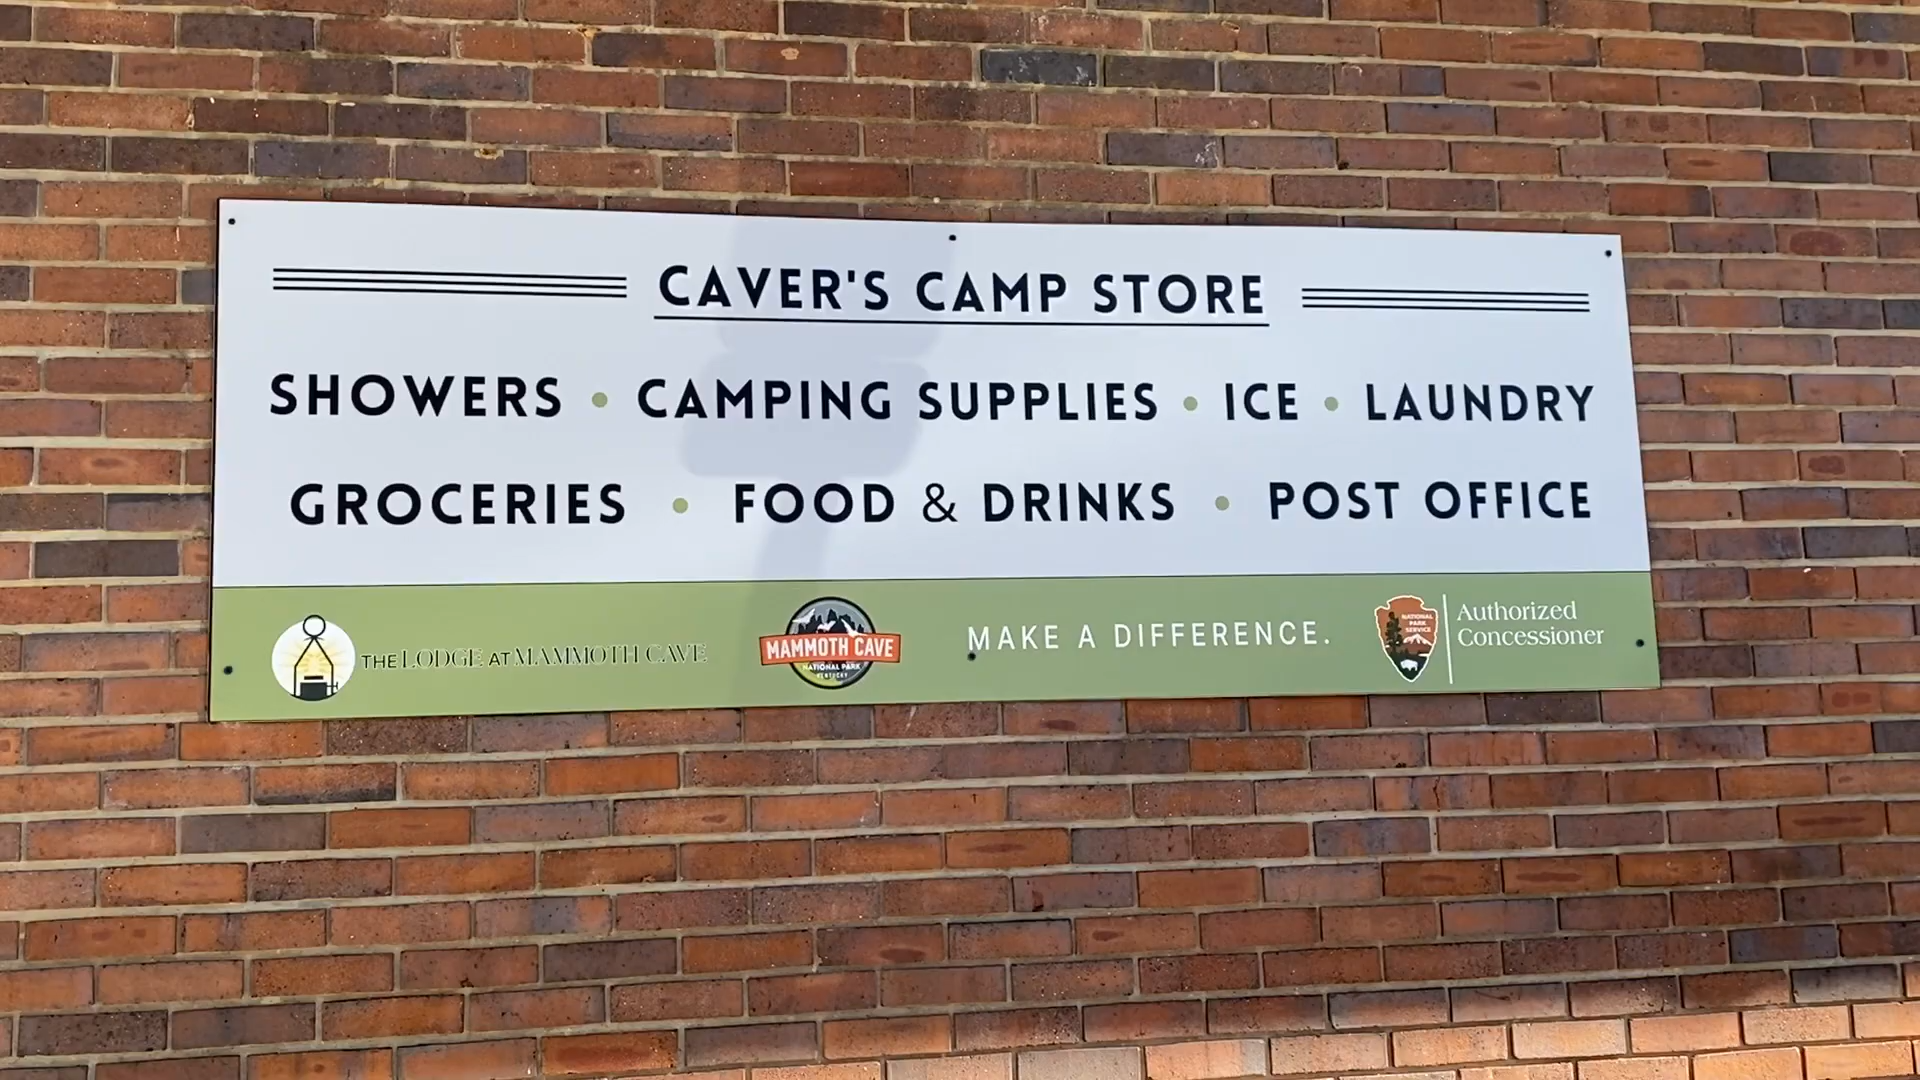 CAVER'S CAMP STORE
SHOWERS • CAMPING SUPPLIES • ICE • LAUNDRY
GROCERIES • FOOD & DRINKS • POST OFFICE
THE LODGE AT MAMMOTH CAVE
MAMMOTH CAVE
NATIONAL PARK
KENTUCKY
MAKE A DIFFERENCE.
NATIONAL
PARK
SERVICE
Authorized
Concessioner